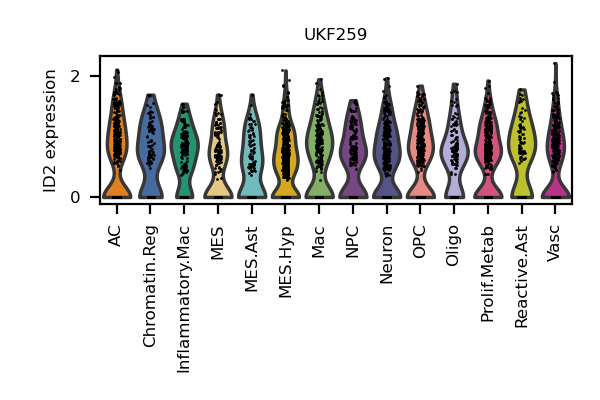 UKF259
ID2 expression
2
0
AC
Chromatin.Reg
Inflammatory.Mac
MES
MES.Ast
MES.Hyp
Mac
NPC
Neuron
OPC
Oligo
Prolif.Metab
Reactive.Ast
Vasc